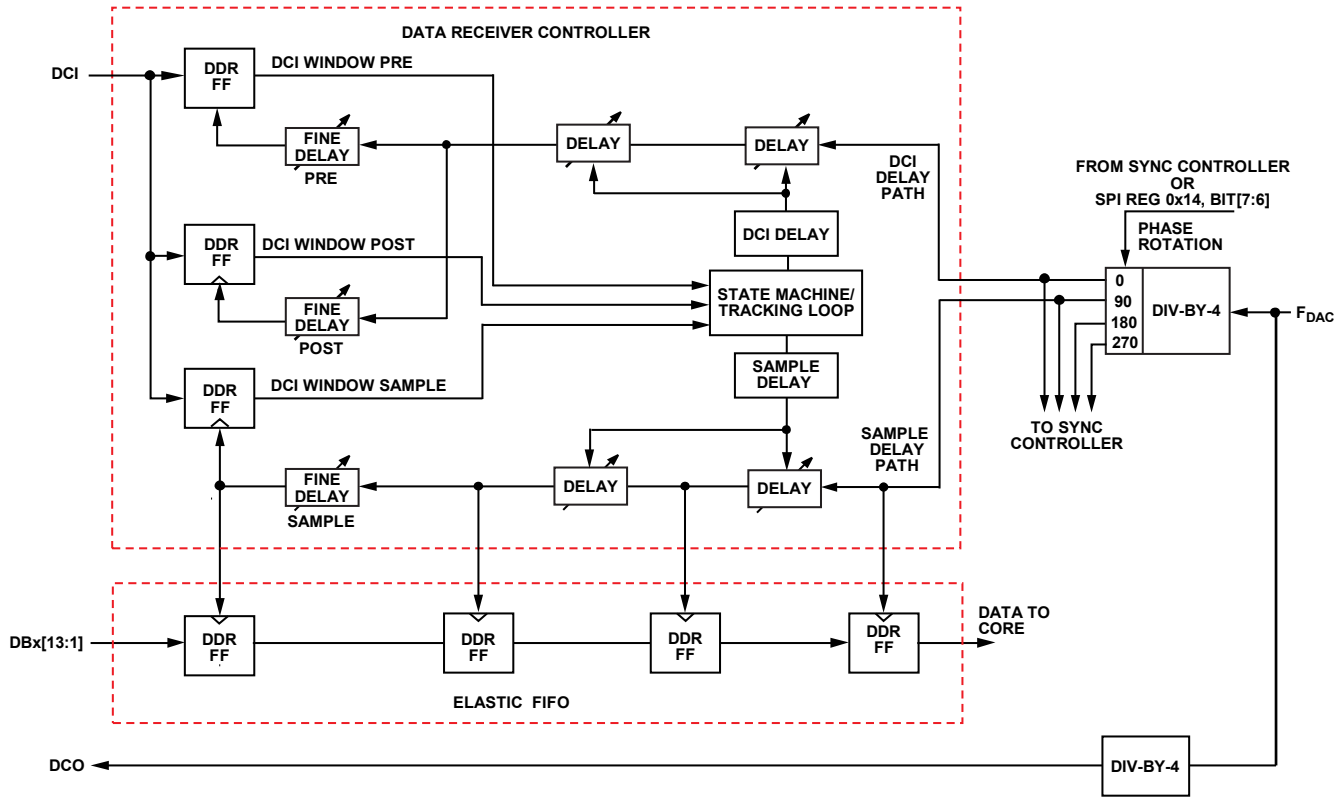 DATA RECEIVER CONTROLLER
DCI
DDR
FF
DCI WINDOW PRE
FINE
DELAY
PRE
DELAY
DELAY
DCI
DELAY
PATH
FROM SYNC CONTROLLER
OR
SPI REG 0x14, BIT[7:6]
PHASE
ROTATION
DDR
FF
DCI WINDOW POST
DCI DELAY
FINE
DELAY
POST
STATE MACHINE/
TRACKING LOOP
0
90
180
270
DIV-BY-4
FDAC
DDR
FF
DCI WINDOW SAMPLE
SAMPLE
DELAY
TO SYNC
CONTROLLER
SAMPLE
DELAY
PATH
FINE
DELAY
SAMPLE
DELAY
DELAY
DBx[13:1]
DDR
FF
DDR
FF
DDR
FF
DDR
FF
DATA TO
CORE
ELASTIC FIFO
DCO
DIV-BY-4